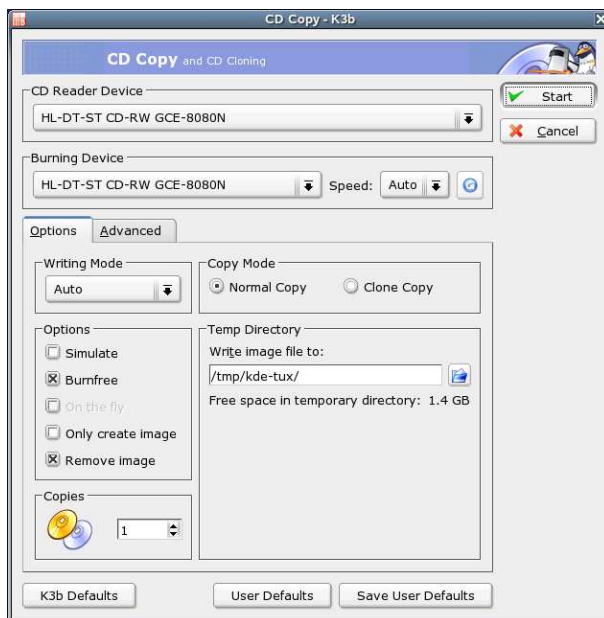 CD Copy - K3b
CD Copy and CD Cloning
CD Reader Device
HL-DT-ST CD-RW GCE-8080N
Start
Cancel
Burning Device
HL-DT-ST CD-RW GCE-8080N
Speed: Auto
Options Advanced
Writing Mode
Auto
Copy Mode
Normal Copy Clone Copy
Options
Simulate
Burnfree
On the fly
Only create image
Remove image
Temp Directory
Write image file to:
/tmp/kde-tux/
Free space in temporary directory: 1.4 GB
Copies
1
K3b Defaults User Defaults Save User Defaults